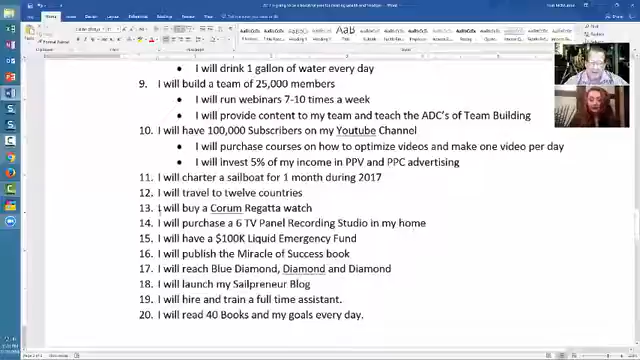 • I will drink 1 gallon of water every day
9. I will build a team of 25,000 members
• I will run webinars 7-10 times a week
• I will provide content to my team and teach the ADC's of Team Building
10. I will have 100,000 Subscribers on my Youtube Channel
• I will purchase courses on how to optimize videos and make one video per day
• I will invest 5% of my income in PPV and PPC advertising
11. I will charter a sailboat for 1 month during 2017
12. I will travel to twelve countries
13. I will buy a Corum Regatta watch
14. I will purchase a 6 TV Panel Recording Studio in my home
15. I will have a $100K Liquid Emergency Fund
16. I will publish the Miracle of Success book
17. I will reach Blue Diamond, Diamond and Diamond
18. I will launch my Sailpreneur Blog
19. I will hire and train a full time assistant.
20. I will read 40 Books and my goals every day.